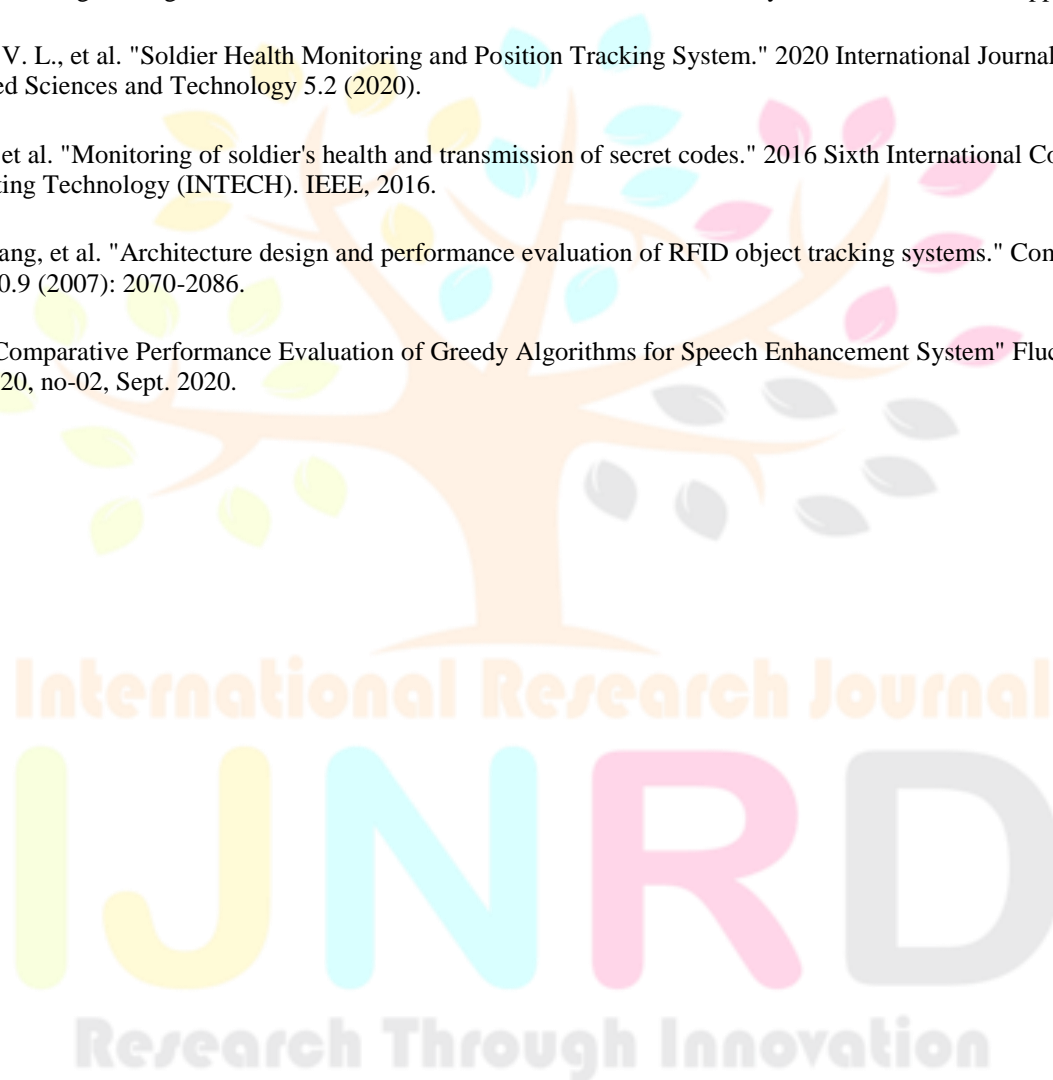 V. L., et al. "Soldier Health Monitoring and Position Tracking System." 2020 International Journal
ed Sciences and Technology 5.2 (2020).
et al. "Monitoring of soldier's health and transmission of secret codes." 2016 Sixth International Co
ting Technology (INTECH). IEEE, 2016.
ang, et al. "Architecture design and performance evaluation of RFID object tracking systems." Com
0.9 (2007): 2070-2086.
Comparative Performance Evaluation of Greedy Algorithms for Speech Enhancement System" Fluc
20, no-02, Sept. 2020.
International Research Journal
IJNRD
Research Through Innovation